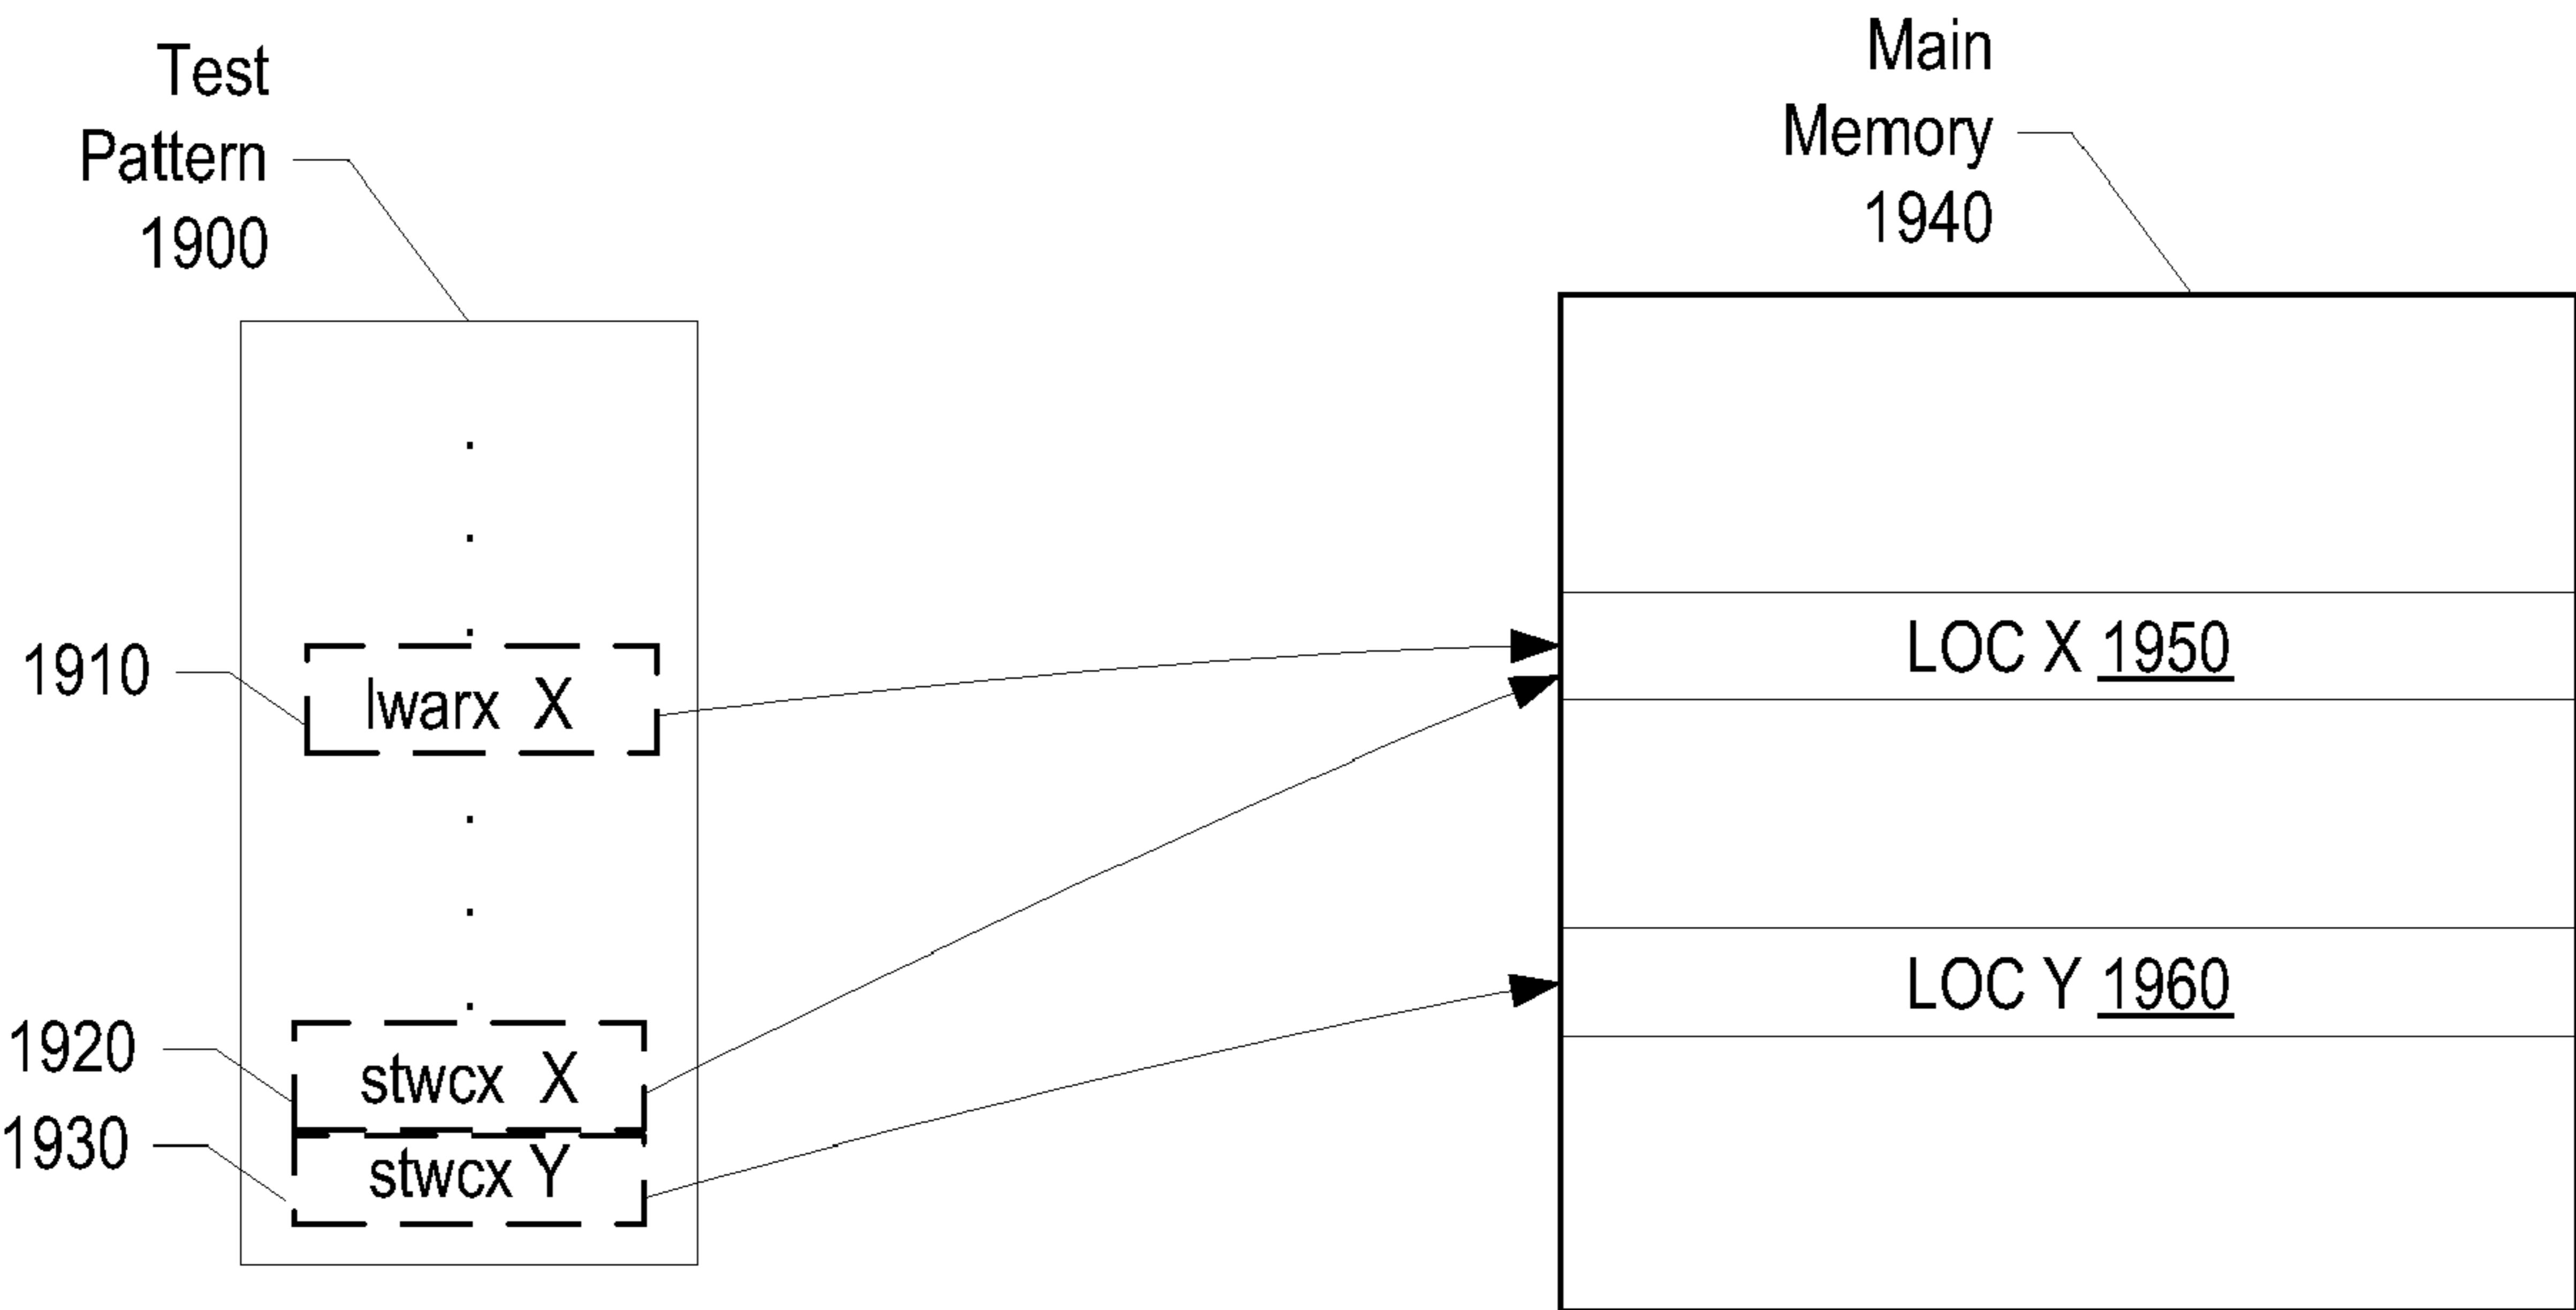 Test
Pattern
1900
Main
Memory
1940
1910
lwarx X
LOC X 1950
LOC Y 1960
1920
stwcx X
1930
stwcx Y